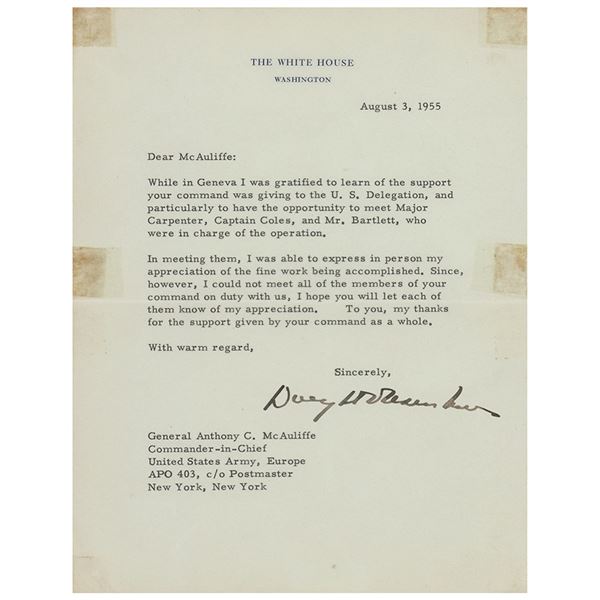 THE WHITE HOUSE
WASHINGTON
August 3, 1955
Dear McAuliffe:
While in Geneva I was gratified to learn of the support
your command was giving to the U. S. Delegation, and
particularly to have the opportunity to meet Major
Carpenter, Captain Coles, and Mr. Bartlett, who
were in charge of the operation.
In meeting them, I was able to express in person my
appreciation of the fine work being accomplished. Since,
however, I could not meet all of the members of your
command on duty with us, I hope you will let each of
them know of my appreciation. To you, my thanks
for the support given by your command as a whole.
With warm regard,
Sincerely,
Dwight D Eisenhower
General Anthony C. McAuliffe
Commander-in-Chief
United States Army, Europe
APO 403, c/o Postmaster
New York, New York